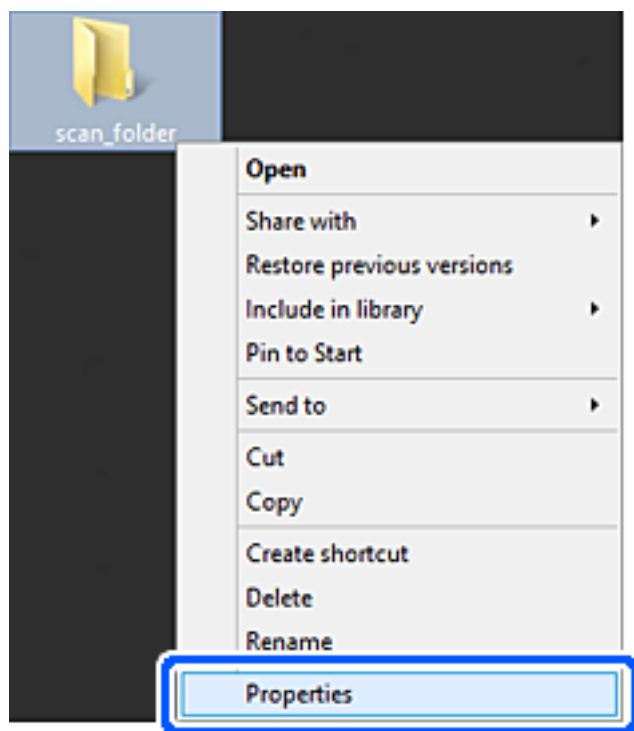 scan_folder
Open
Share with
Restore previous versions
Include in library
Pin to Start
Send to
Cut
Copy
Create shortcut
Delete
Rename
Properties